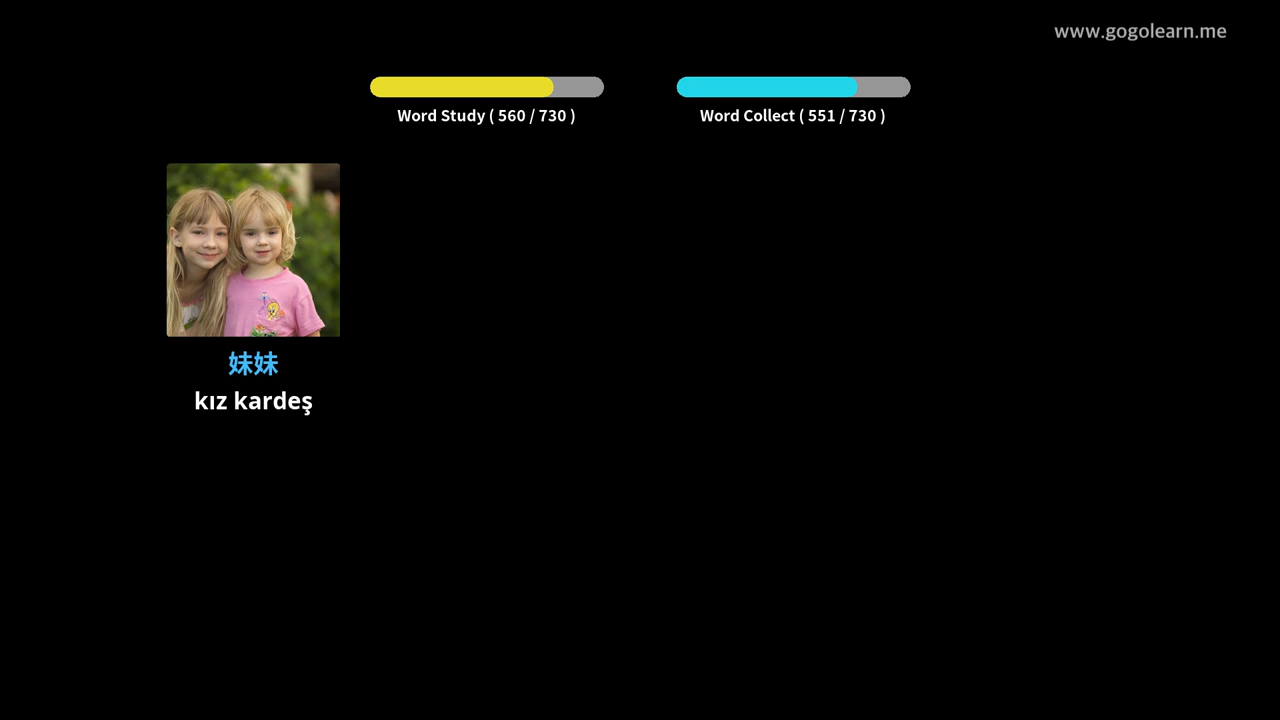 www.gogolearn.me
Word Study ( 560 / 730 )
Word Collect ( 551 / 730 )
妹妹
kız kardeş